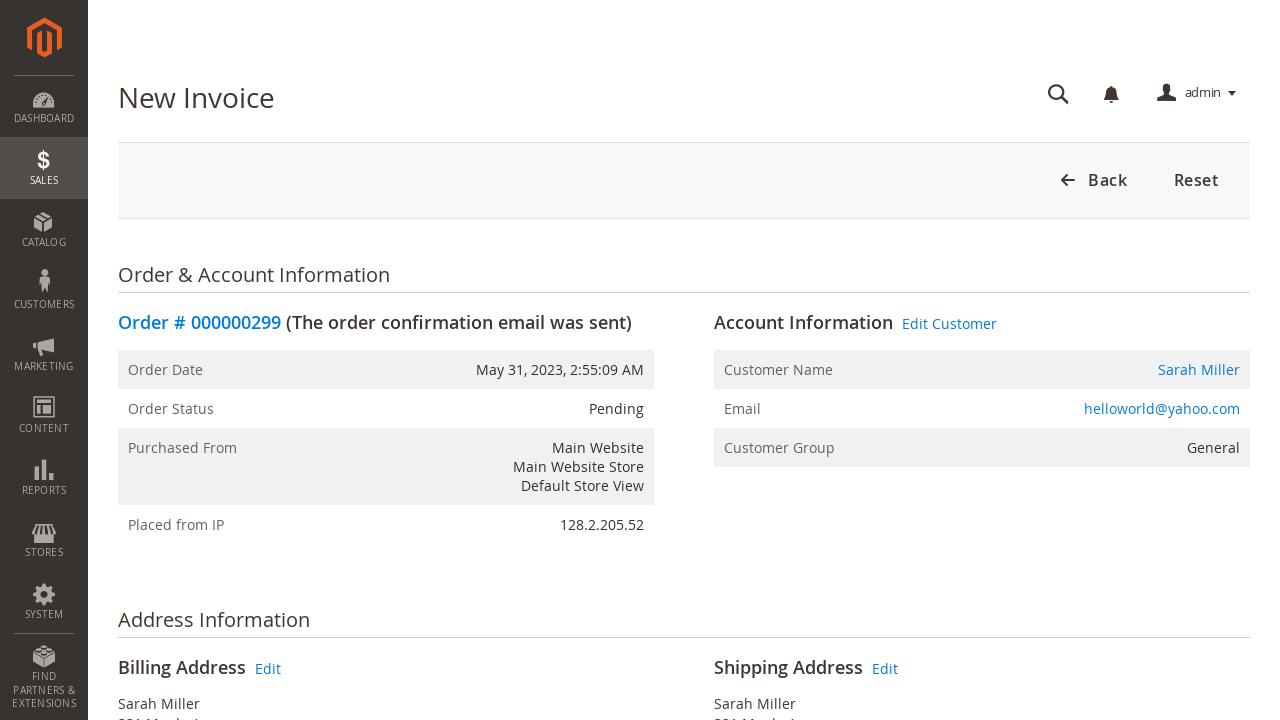 New Invoice
admin
DASHBOARD
SALES
CATALOG
CUSTOMERS
MARKETING
CONTENT
REPORTS
STORES
SYSTEM
FIND
PARTNERS &
EXTENSIONS
Back
Reset
Order & Account Information
Order # 000000299 (The order confirmation email was sent)
Order Date May 31, 2023, 2:55:09 AM
Order Status Pending
Purchased From Main Website
Main Website Store
Default Store View
Placed from IP 128.2.205.52
Account Information Edit Customer
Customer Name Sarah Miller
Email helloworld@yahoo.com
Customer Group General
Address Information
Billing Address Edit
Sarah Miller
Shipping Address Edit
Sarah Miller